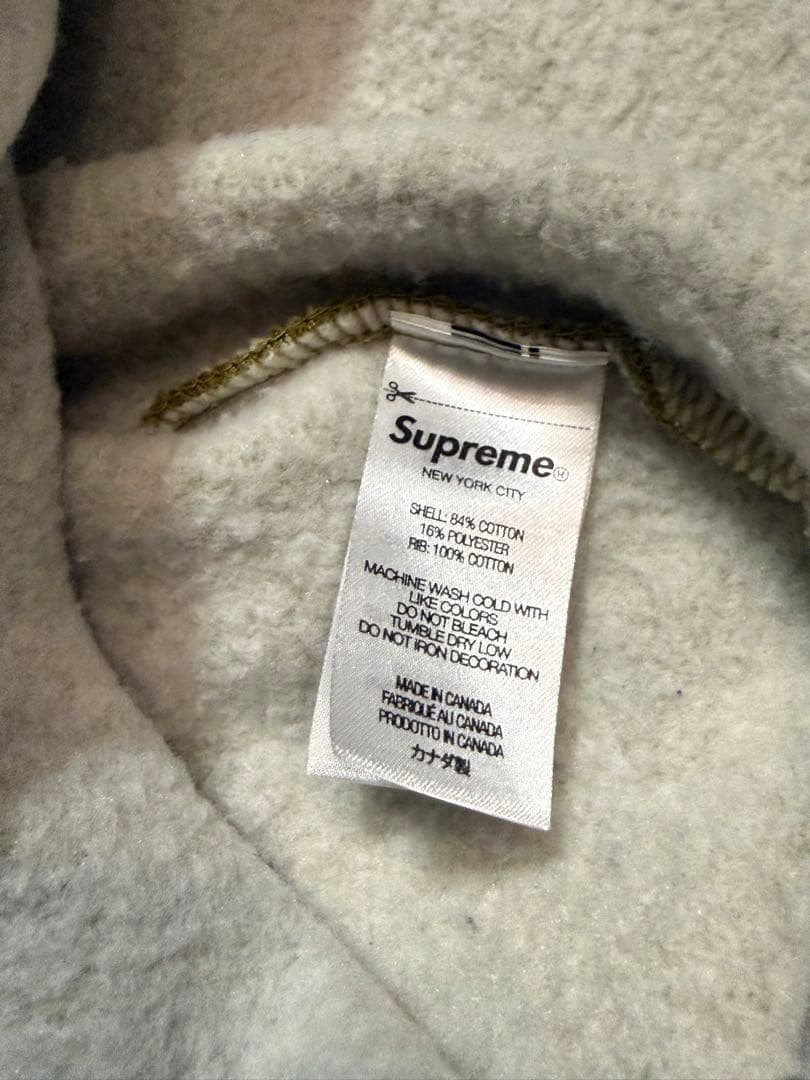 Supreme®
NEW YORK CITY
SHELL: 84% COTTON
16% POLYESTER
RIB: 100% COTTON
MACHINE WASH COLD WITH
LIKE COLORS
DO NOT BLEACH
TUMBLE DRY LOW
DO NOT IRON DECORATION
MADE IN CANADA
FABRIQUÉ AU CANADA
PRODOTTO IN CANADA
カナダ製